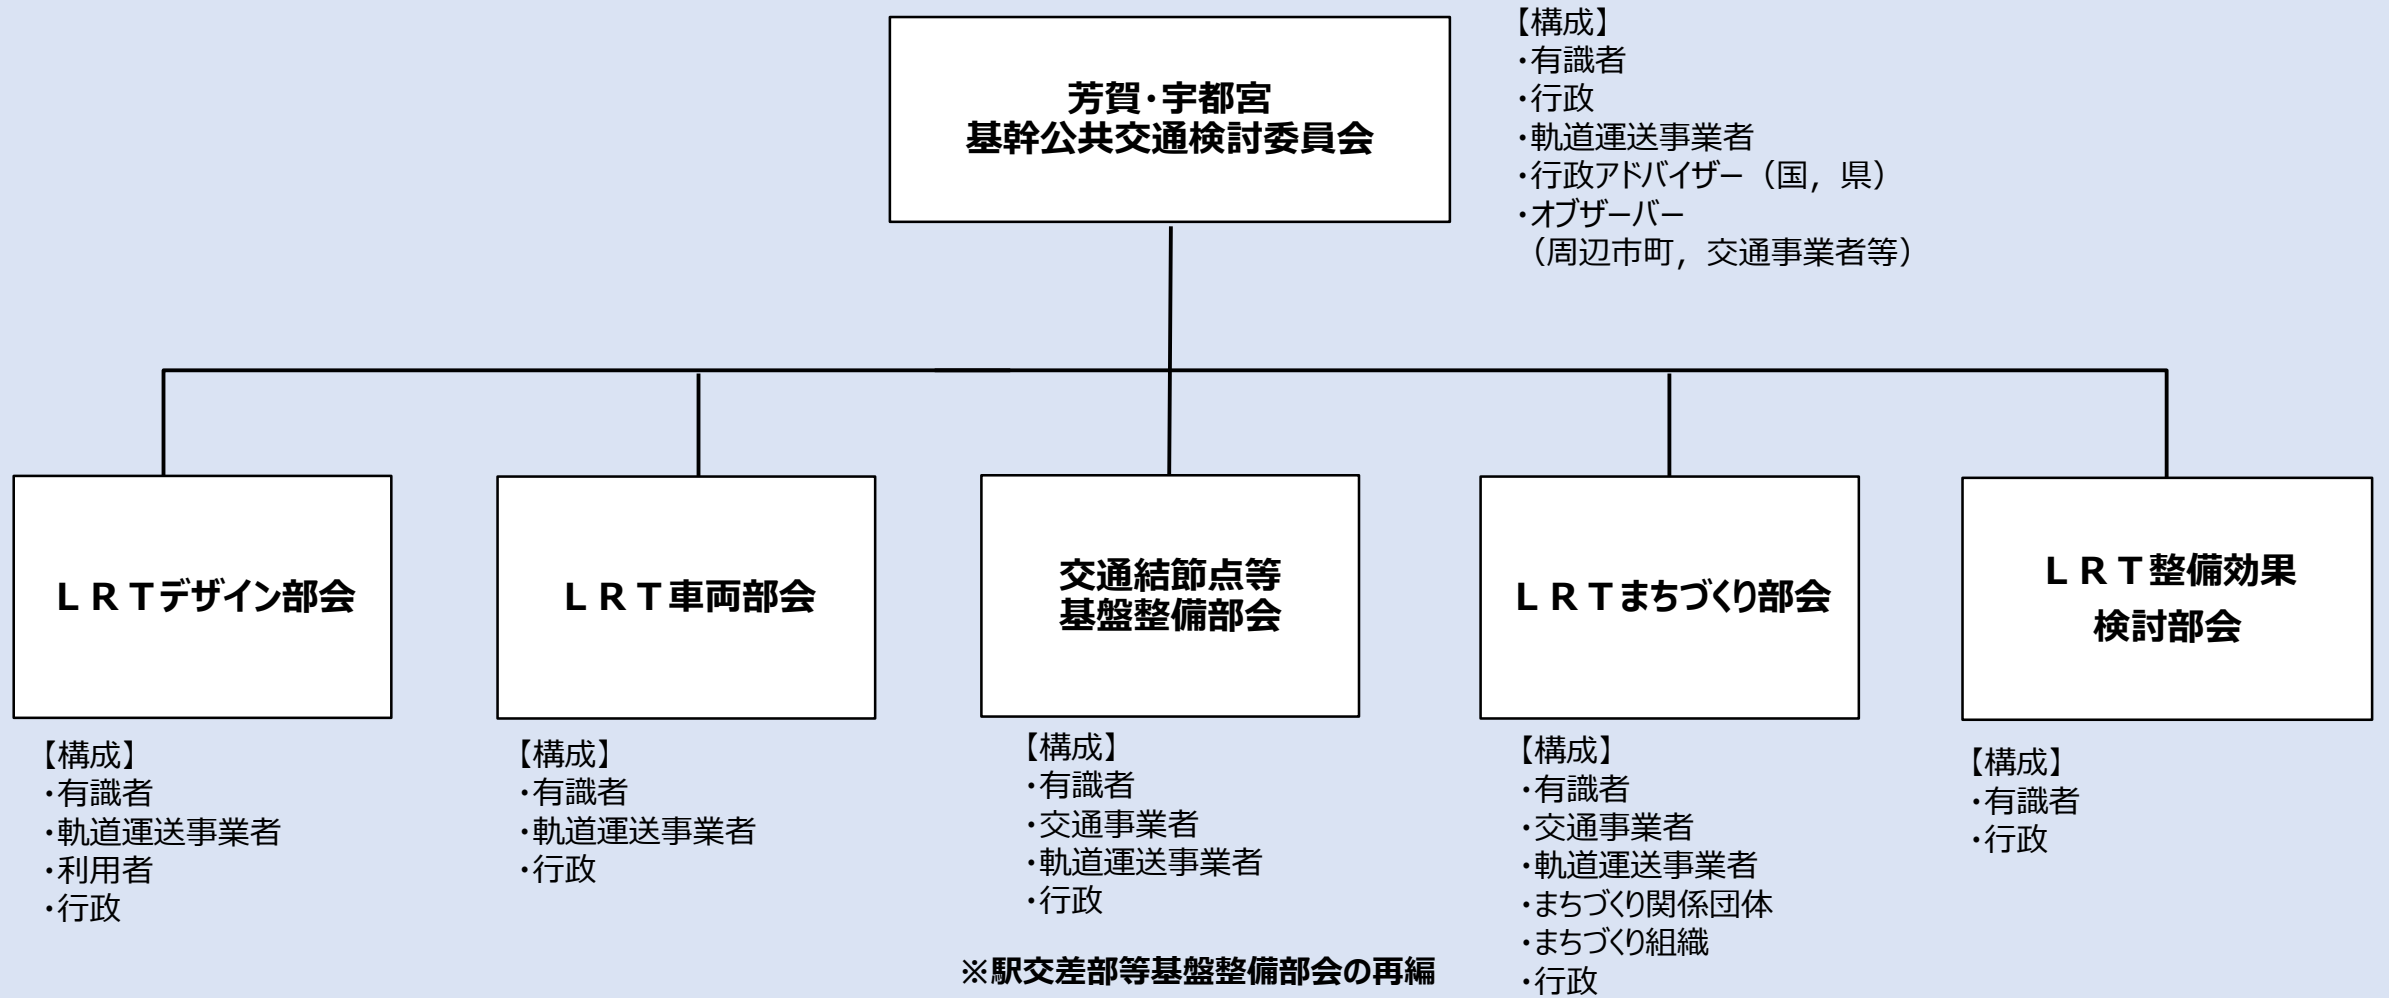 芳賀・宇都宮
基幹公共交通検討委員会
【構成】
・有識者
・行政
・軌道運送事業者
・行政アドバイザー（国，県）
・オブザーバー
（周辺市町，交通事業者等）
ＬＲＴデザイン部会
【構成】
・有識者
・軌道運送事業者
・利用者
・行政
ＬＲＴ車両部会
【構成】
・有識者
・軌道運送事業者
・行政
交通結節点等
基盤整備部会
【構成】
・有識者
・交通事業者
・軌道運送事業者
・行政
※駅交差部等基盤整備部会の再編
ＬＲＴまちづくり部会
【構成】
・有識者
・交通事業者
・軌道運送事業者
・まちづくり関係団体
・まちづくり組織
・行政
ＬＲＴ整備効果
検討部会
【構成】
・有識者
・行政